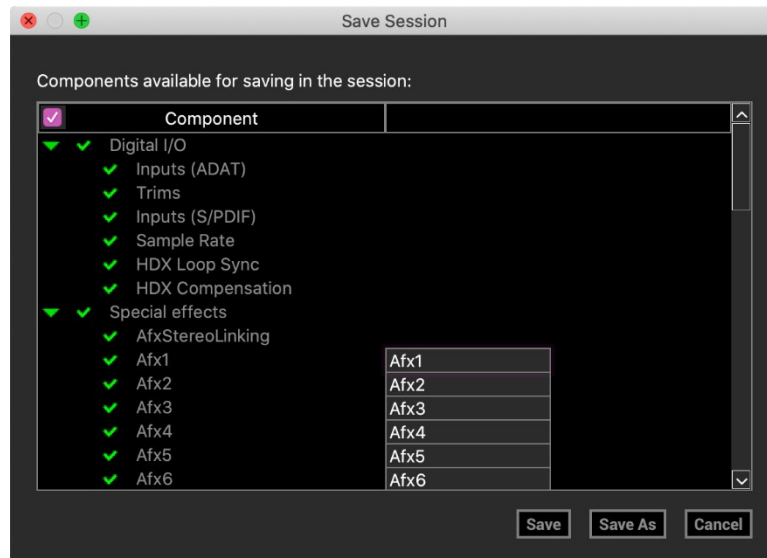 Save Session
Components available for saving in the session:
Component
Digital I/O
Inputs (ADAT)
Trims
Inputs (S/PDIF)
Sample Rate
HDX Loop Sync
HDX Compensation
Special effects
AfxStereoLinking
Afx1 Afx1
Afx2 Afx2
Afx3 Afx3
Afx4 Afx4
Afx5 Afx5
Afx6 Afx6
Save Save As Cancel